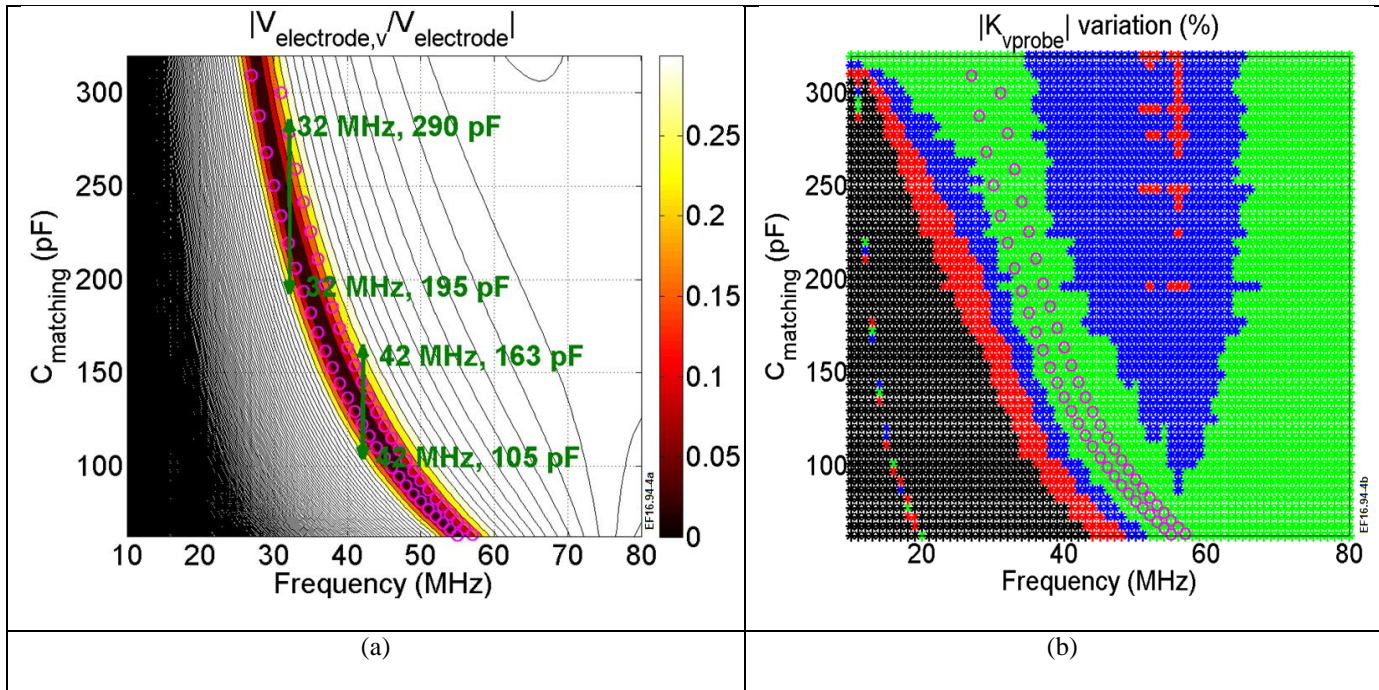 |V_electrode,v/V_electrode|
C_matching (pF)
300
250
200
150
100
32 MHz, 290 pF
32 MHz, 195 pF
42 MHz, 163 pF
42 MHz, 105 pF
EF16.94-4a
10 20 30 40 50 60 70 80
Frequency (MHz)
0.25
0.2
0.15
0.1
0.05
0
(a)
|K_vprobe| variation (%)
C_matching (pF)
300
250
200
150
100
EF16.94-4b
20 40 60 80
Frequency (MHz)
(b)